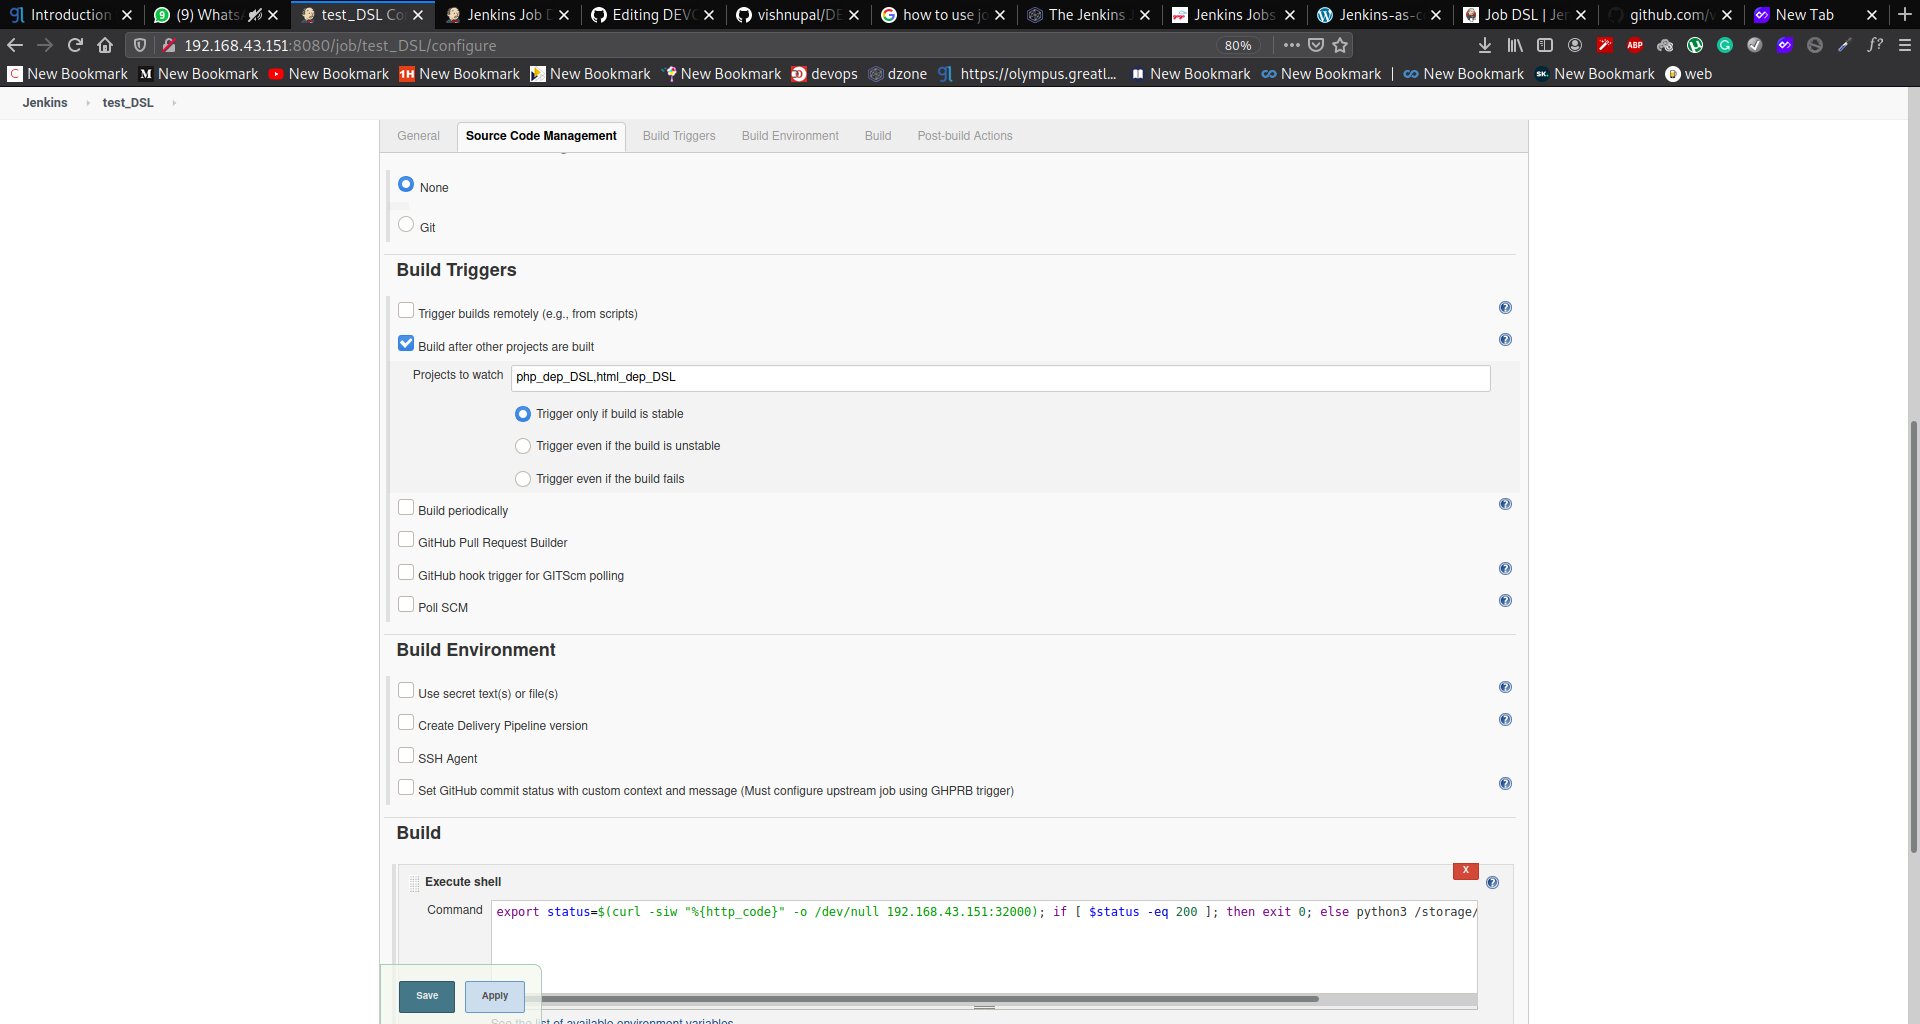 Introduction
(9) Whats
test_DSL Co
Jenkins Job D
Editing DEVC
vishnupal/DE
how to use jo
The Jenkins J
Jenkins Jobs
Jenkins-as-co
Job DSL | Jen
github.com/v
New Tab
192.168.43.151:8080/job/test_DSL/configure
80%
New Bookmark
New Bookmark
New Bookmark
New Bookmark
New Bookmark
New Bookmark
devops
dzone
https://olympus.greatl...
New Bookmark
New Bookmark
New Bookmark
New Bookmark
web
Jenkins
test_DSL
General
Source Code Management
Build Triggers
Build Environment
Build
Post-build Actions
None
Git
Build Triggers
Trigger builds remotely (e.g., from scripts)
Build after other projects are built
Projects to watch
php_dep_DSL,html_dep_DSL
Trigger only if build is stable
Trigger even if the build is unstable
Trigger even if the build fails
Build periodically
GitHub Pull Request Builder
GitHub hook trigger for GITScm polling
Poll SCM
Build Environment
Use secret text(s) or file(s)
Create Delivery Pipeline version
SSH Agent
Set GitHub commit status with custom context and message (Must configure upstream job using GHPRB trigger)
Build
X
Execute shell
Command
export status=$(curl -siw "%{http_code}" -o /dev/null 192.168.43.151:32000); if [ $status -eq 200 ]; then exit 0; else python3 /storage/
Save
Apply
See the list of available environment variables